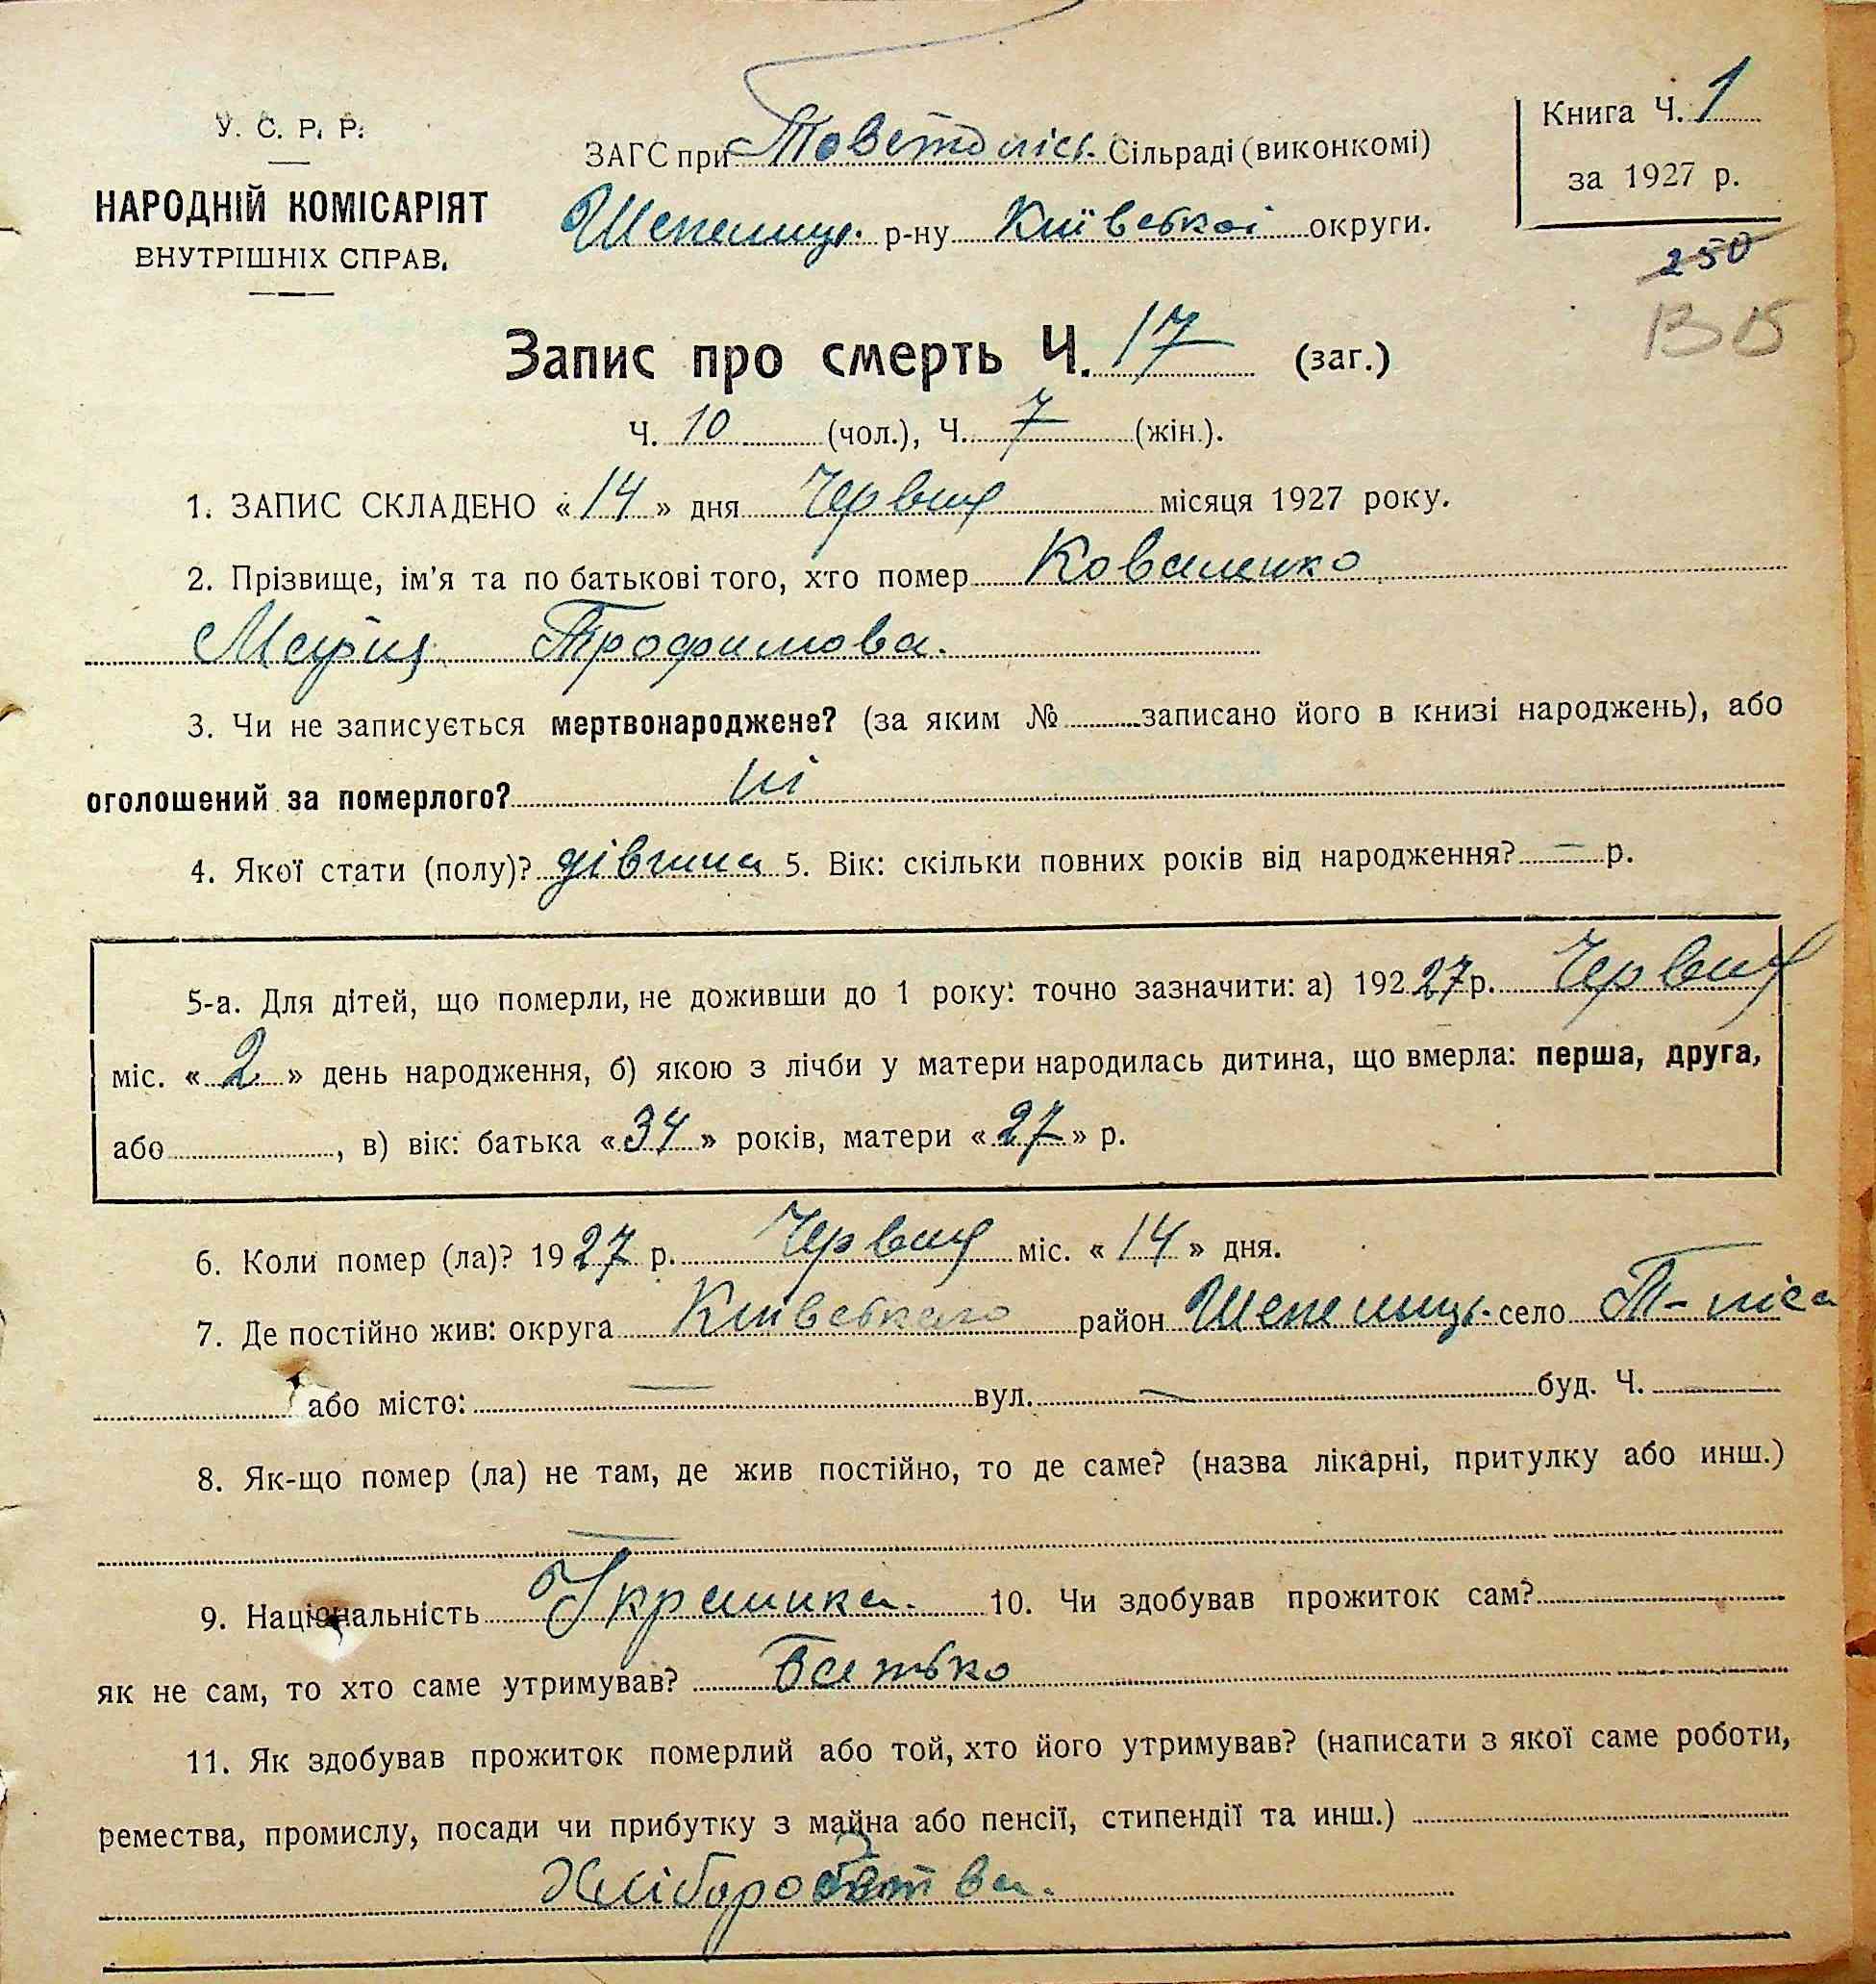 У. С. Р. Р.
НАРОДНІЙ КОМІСАРІЯТ
ВНУТРІШНІХ СПРАВ.
ЗАГС при Товстоліс. Сільраді (виконкомі)
Шепелиць. р-ну Київської округи.
Книга Ч. 1
за 1927 р.
250
Запис про смерть Ч. 17 (заг.)
Ч. 10 (чол.), Ч. 7 (жін.).
1. ЗАПИС СКЛАДЕНО «14» дня Червня місяця 1927 року.
2. Прізвище, ім'я та по батькові того, хто помер Коваленко
Марія Трофимова.
3. Чи не записується мертвонароджене? (за яким № записано його в книзі народжень), або
оголошений за померлого? ні
4. Якої стати (полу)? дівчина 5. Вік: скільки повних років від народження? — р.
5-а. Для дітей, що померли, не доживши до 1 року: точно зазначити: а) 192 27 р. Червня
міс. «2» день народження, б) якою з лічби у матери народилась дитина, що вмерла: перша, друга,
або , в) вік: батька «34» років, матери «27» р.
6. Коли помер (ла)? 1927 р. Червня міс. «14» дня.
7. Де постійно жив: округа Київського район Шепелиць. село Т-ліса
або місто: — вул. — буд. Ч.
8. Як-що помер (ла) не там, де жив постійно, то де саме? (назва лікарні, притулку або инш.)
—
9. Національність Українка. 10. Чи здобував прожиток сам?
як не сам, то хто саме утримував? Батько
11. Як здобував прожиток померлий або той, хто його утримував? (написати з якої саме роботи,
ремества, промислу, посади чи прибутку з майна або пенсії, стипендії та инш.)